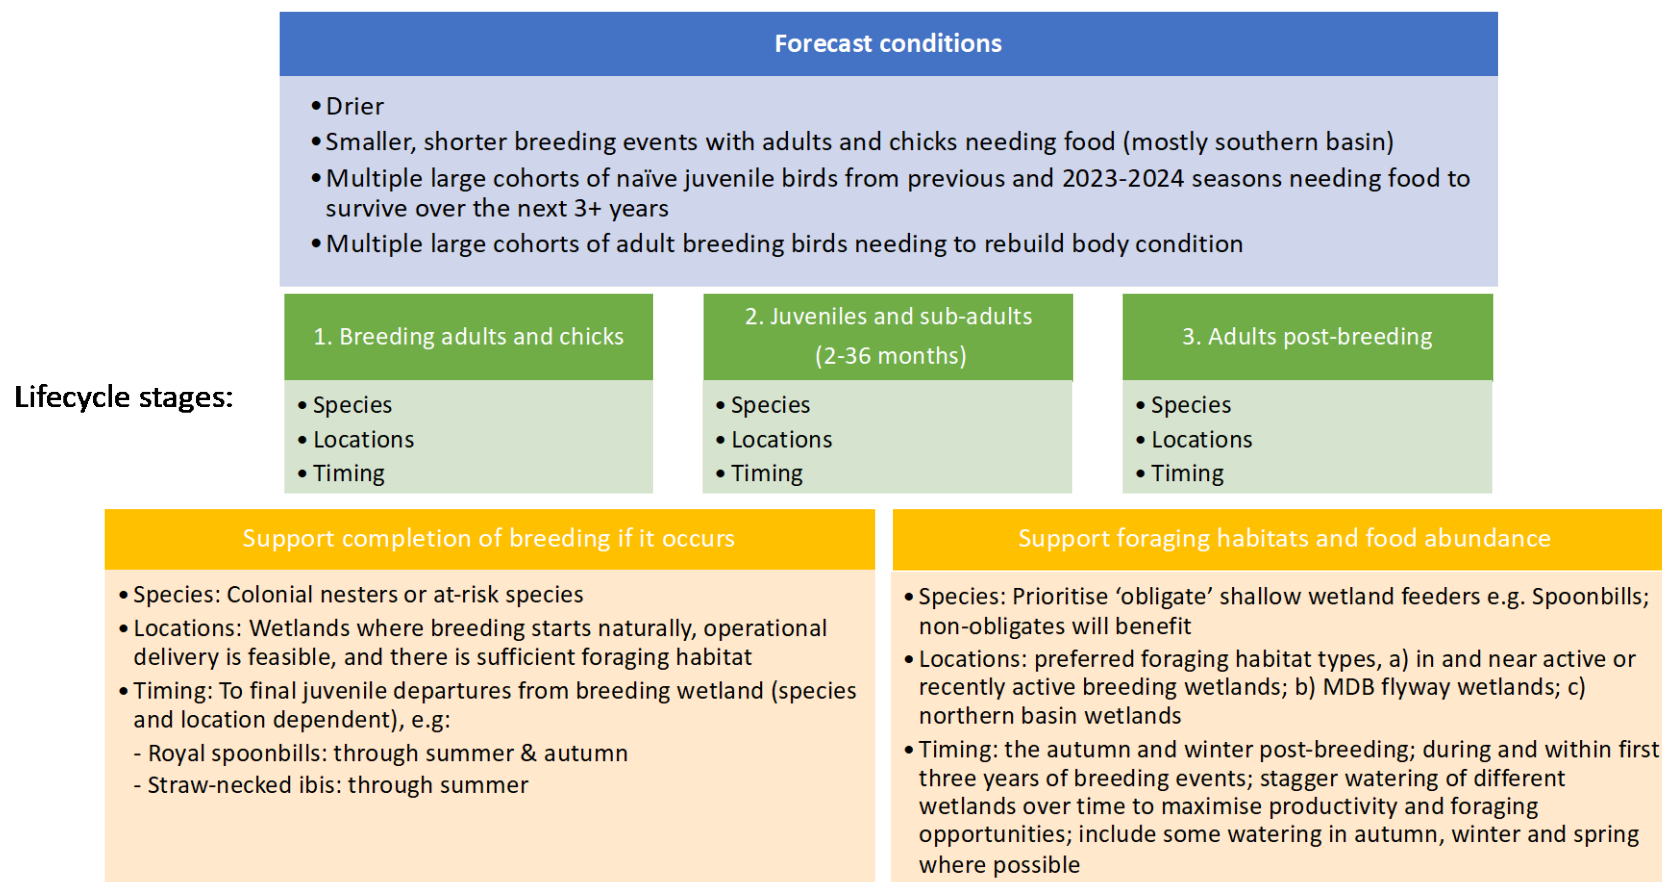 Forecast conditions
• Drier
• Smaller, shorter breeding events with adults and chicks needing food (mostly southern basin)
• Multiple large cohorts of naïve juvenile birds from previous and 2023-2024 seasons needing food to
survive over the next 3+ years
• Multiple large cohorts of adult breeding birds needing to rebuild body condition
Lifecycle stages:
1. Breeding adults and chicks
• Species
• Locations
• Timing
2. Juveniles and sub-adults
(2-36 months)
• Species
• Locations
• Timing
3. Adults post-breeding
• Species
• Locations
• Timing
Support completion of breeding if it occurs
• Species: Colonial nesters or at-risk species
• Locations: Wetlands where breeding starts naturally, operational
delivery is feasible, and there is sufficient foraging habitat
• Timing: To final juvenile departures from breeding wetland (species
and location dependent), e.g:
- Royal spoonbills: through summer & autumn
- Straw-necked ibis: through summer
Support foraging habitats and food abundance
• Species: Prioritise ‘obligate’ shallow wetland feeders e.g. Spoonbills;
non-obligates will benefit
• Locations: preferred foraging habitat types, a) in and near active or
recently active breeding wetlands; b) MDB flyway wetlands; c)
northern basin wetlands
• Timing: the autumn and winter post-breeding; during and within first
three years of breeding events; stagger watering of different
wetlands over time to maximise productivity and foraging
opportunities; include some watering in autumn, winter and spring
where possible